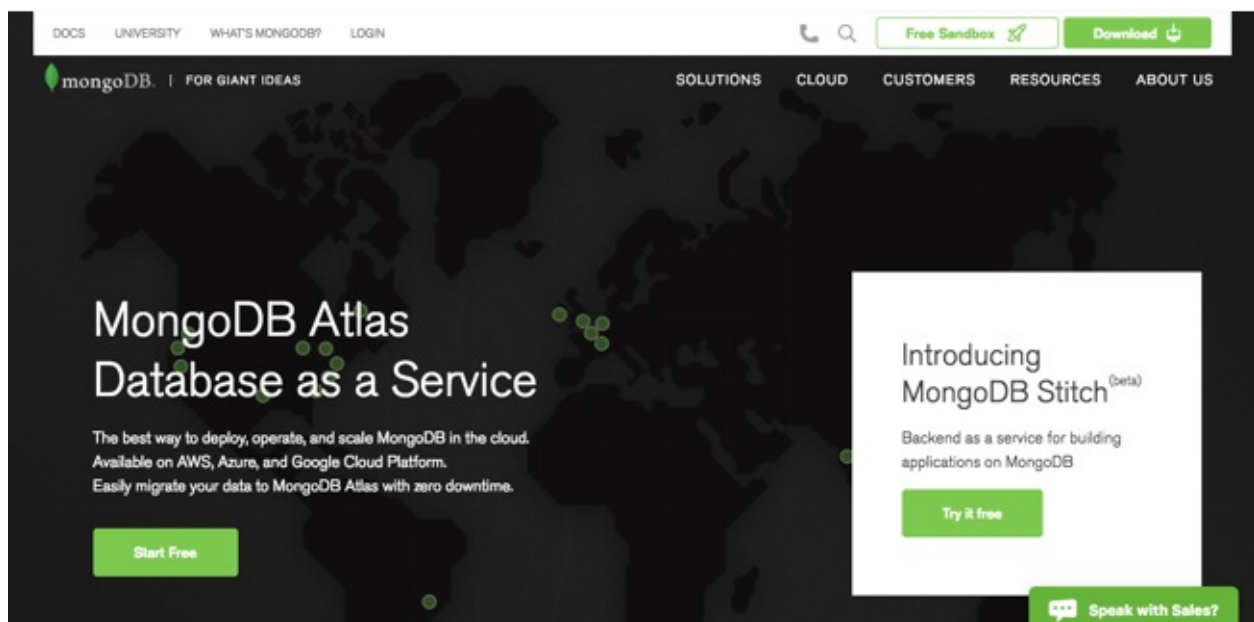 DOCS UNIVERSITY WHAT'S MONGODB? LOGIN Free Sandbox Download
mongoDB. | FOR GIANT IDEAS SOLUTIONS CLOUD CUSTOMERS RESOURCES ABOUT US
MongoDB Atlas
Database as a Service
The best way to deploy, operate, and scale MongoDB in the cloud.
Available on AWS, Azure, and Google Cloud Platform.
Easily migrate your data to MongoDB Atlas with zero downtime.
Start Free
Introducing
MongoDB Stitch (beta)
Backend as a service for building
applications on MongoDB
Try it free
Speak with Sales?